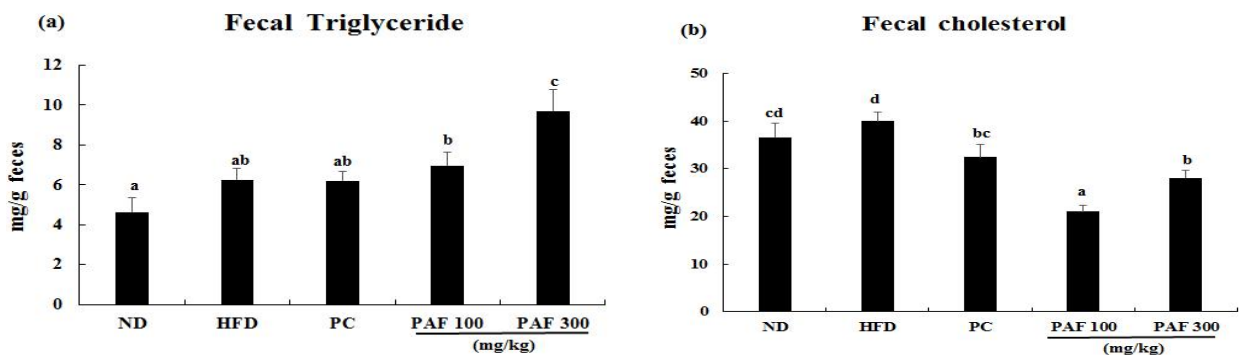 (a)
Fecal Triglyceride
mg/g feces
12
10
8
6
4
2
0
a
ab
ab
b
c
ND HFD PC PAF 100 PAF 300
(mg/kg)
(b)
Fecal cholesterol
mg/g feces
50
40
30
20
10
0
cd
d
bc
a
b
ND HFD PC PAF 100 PAF 300
(mg/kg)